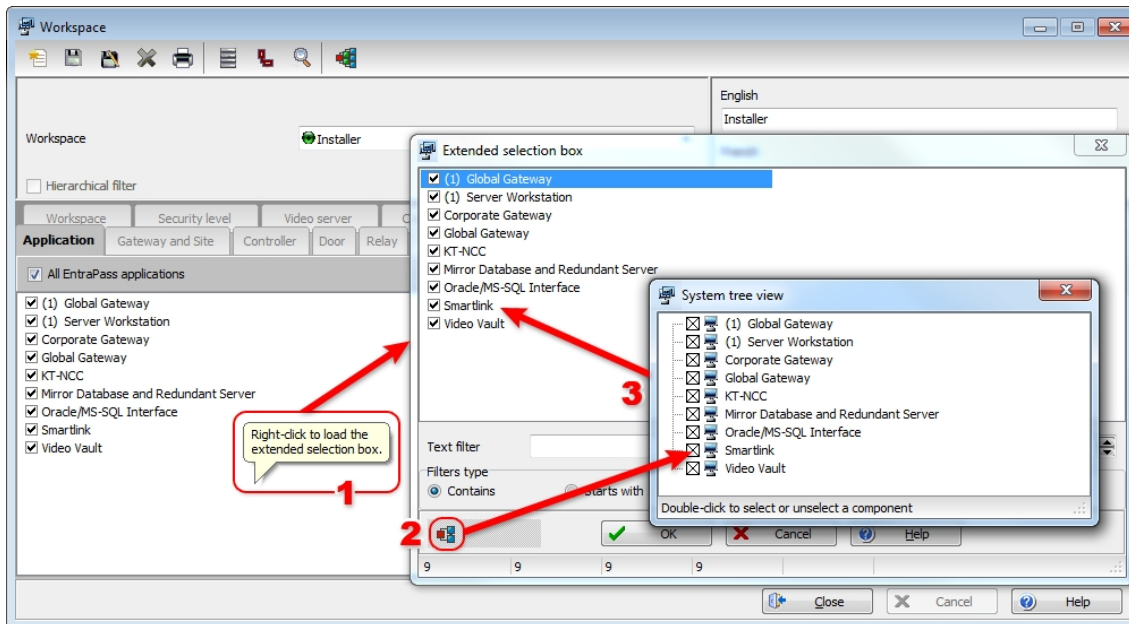 Workspace
English
Installer
Workspace
Installer
Hierarchical filter
Workspace
Security level
Video server
Application
Gateway and Site
Controller
Door
Relay
All EntraPass applications
(1) Global Gateway
(1) Server Workstation
Corporate Gateway
Global Gateway
KT-NCC
Mirror Database and Redundant Server
Oracle/MS-SQL Interface
Smartlink
Video Vault
Right-click to load the
extended selection box.
1
Extended selection box
(1) Global Gateway
(1) Server Workstation
Corporate Gateway
Global Gateway
KT-NCC
Mirror Database and Redundant Server
Oracle/MS-SQL Interface
Smartlink
Video Vault
3
Text filter
Filters type
Contains
Starts with
2
OK
Cancel
Help
9
9
9
9
System tree view
(1) Global Gateway
(1) Server Workstation
Corporate Gateway
Global Gateway
KT-NCC
Mirror Database and Redundant Server
Oracle/MS-SQL Interface
Smartlink
Video Vault
Double-click to select or unselect a component
Close
Cancel
Help